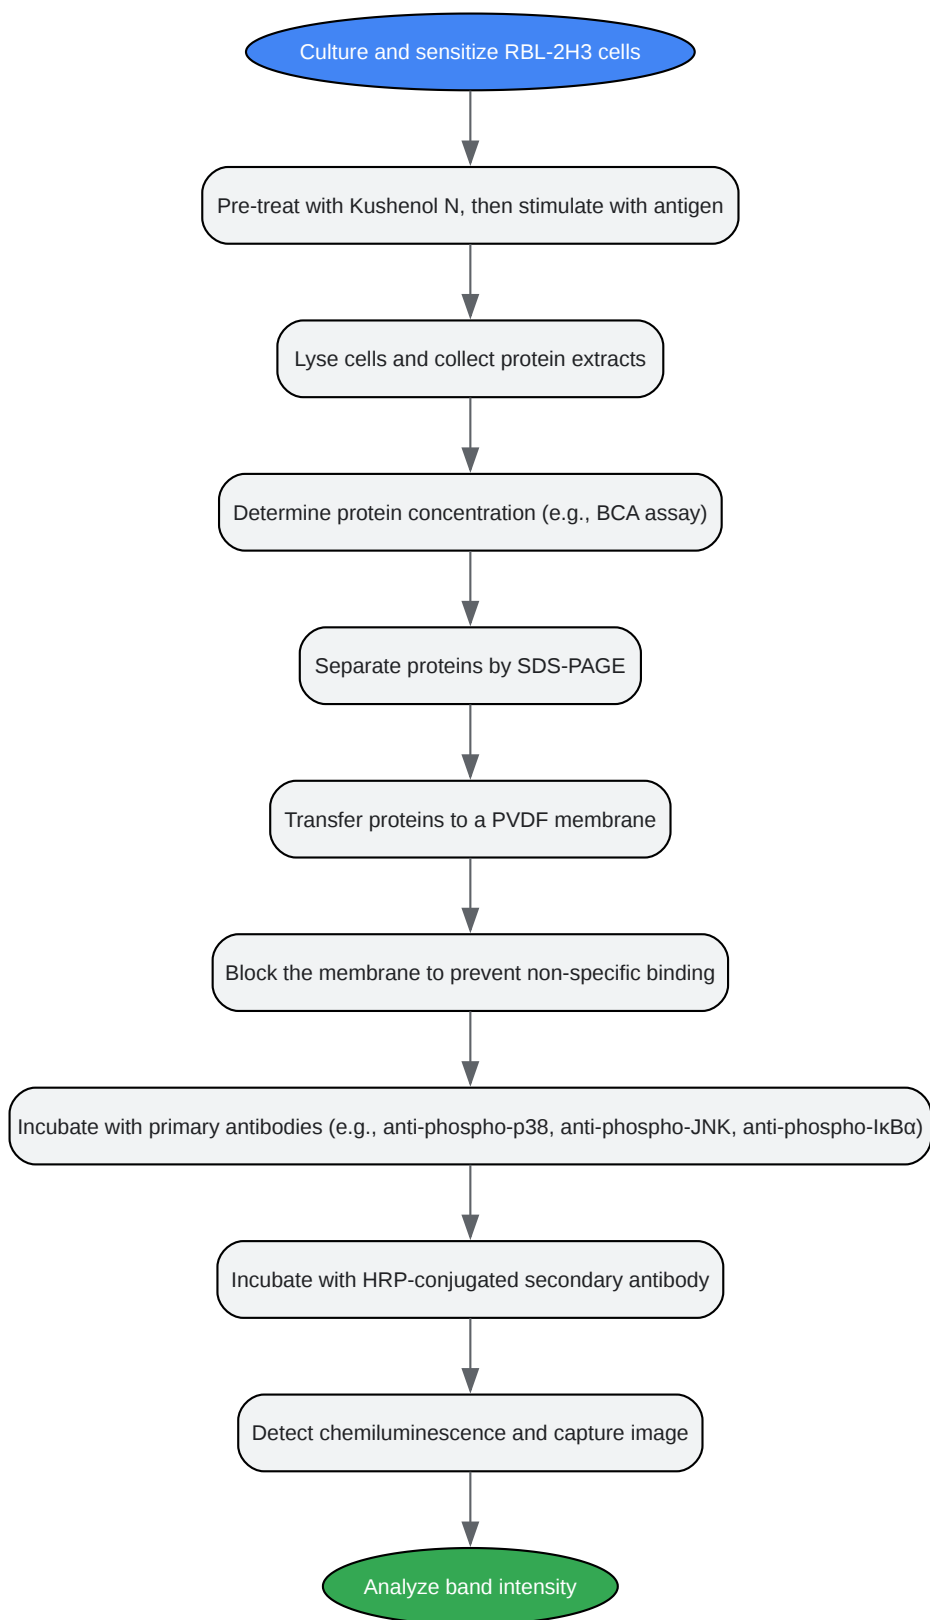 Culture and sensitize RBL-2H3 cells
Pre-treat with Kushenol N, then stimulate with antigen
Lyse cells and collect protein extracts
Determine protein concentration (e.g., BCA assay)
Separate proteins by SDS-PAGE
Transfer proteins to a PVDF membrane
Block the membrane to prevent non-specific binding
Incubate with primary antibodies (e.g., anti-phospho-p38, anti-phospho-JNK, anti-phospho-IκBα)
Incubate with HRP-conjugated secondary antibody
Detect chemiluminescence and capture image
Analyze band intensity